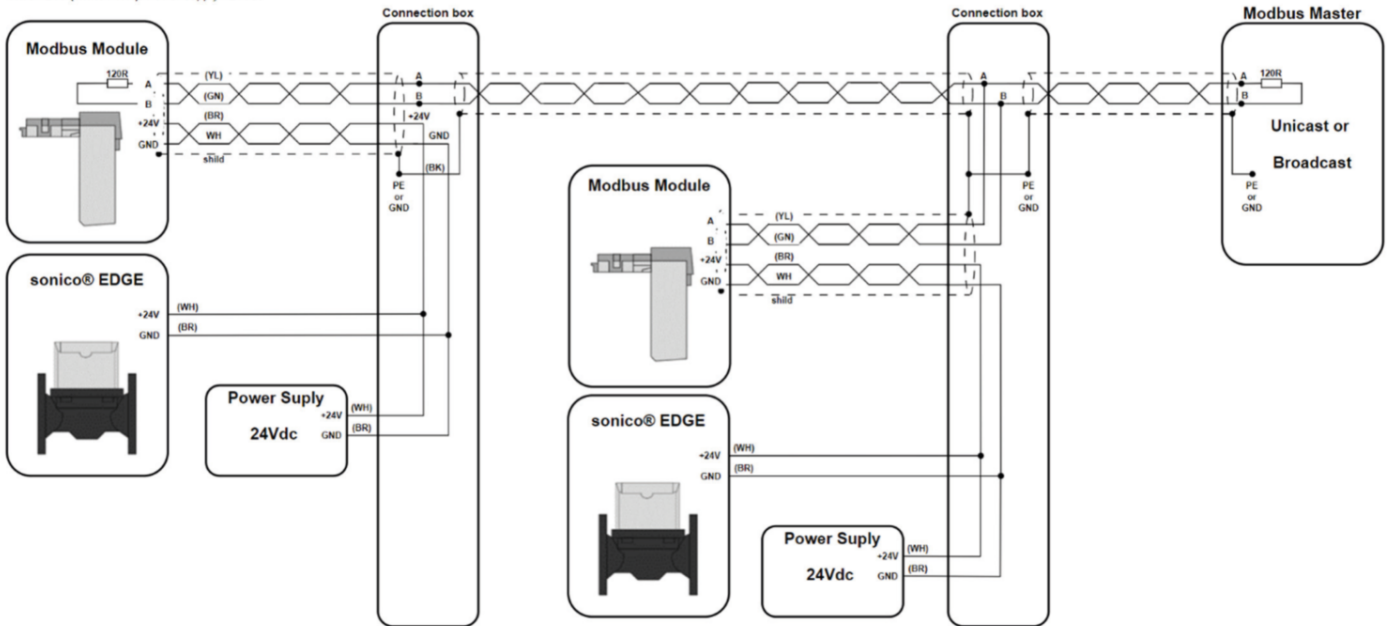 Connection box
Connection box
Modbus Master
Modbus Module
120R
A
(YL)
B
(GN)
+24V
(BR)
GND
WH
shild
A
B
+24V
GND
(BK)
PE
or
GND
A
B
PE
or
GND
A
120R
B
Unicast or
Broadcast
PE
or
GND
Modbus Module
A
(YL)
B
(GN)
+24V
(BR)
GND
WH
shild
sonico® EDGE
+24V
(WH)
GND
(BR)
Power Suply
+24V
(WH)
24Vdc
GND
(BR)
sonico® EDGE
+24V
(WH)
GND
(BR)
Power Suply
+24V
(WH)
24Vdc
GND
(BR)